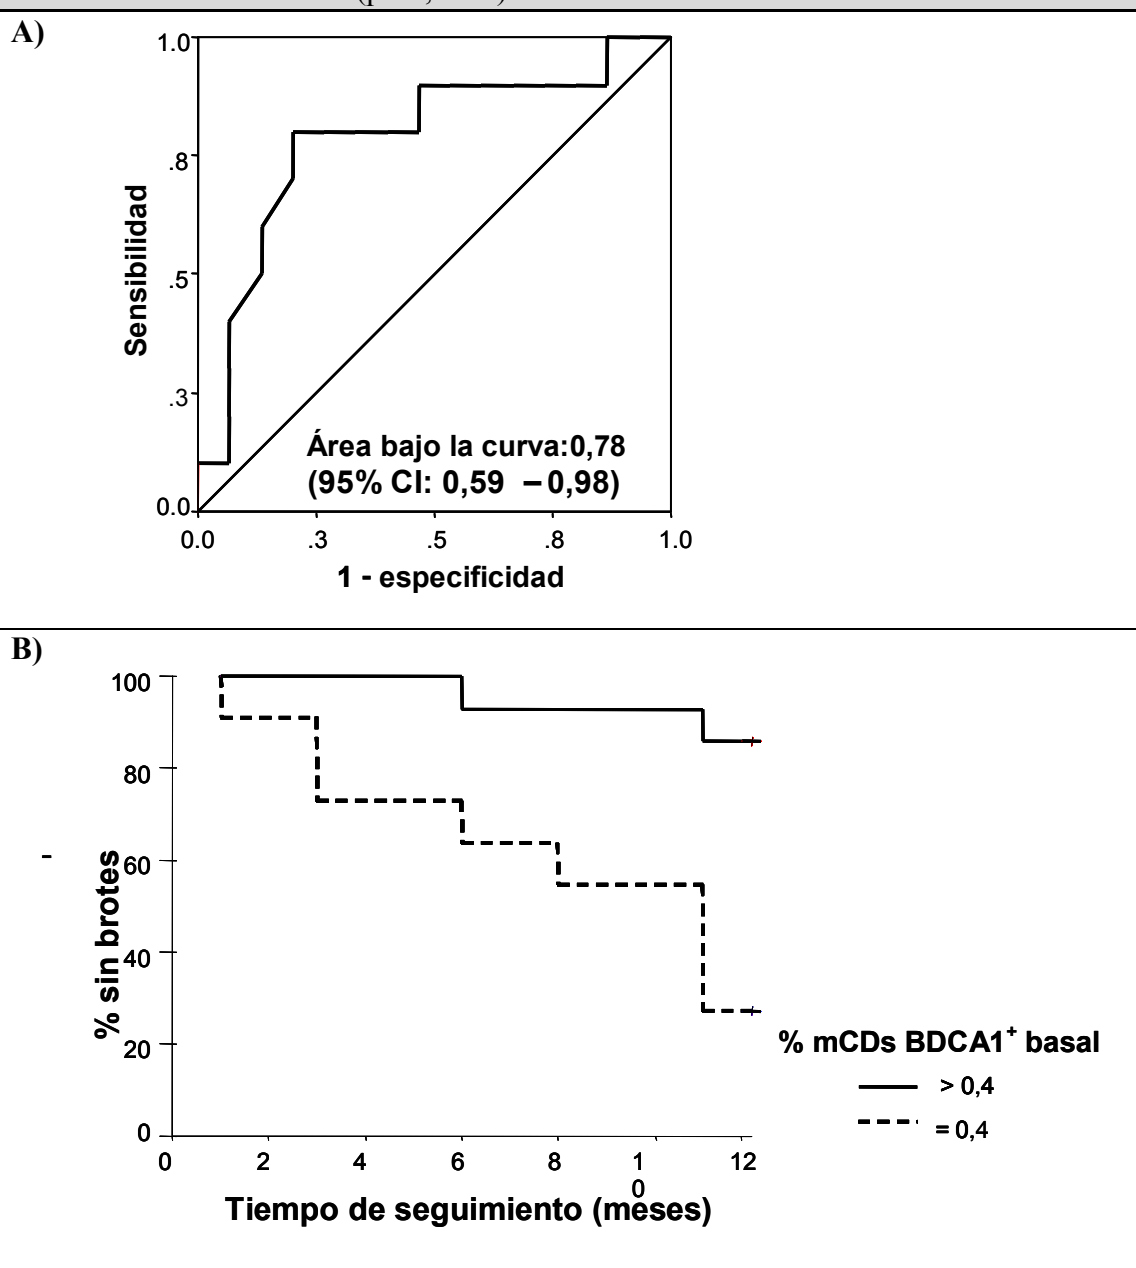 A)
1.0
.8
.5
.3
0.0
Sensibilidad
Área bajo la curva:0,78
(95% CI: 0,59 – 0,98)
0.0 .3 .5 .8 1.0
1 - especificidad
B)
100
80
60
40
20
0
% sin brotes
-
% mCDs BDCA1+ basal
> 0,4
= 0,4
0 2 4 6 8 1 12
0
Tiempo de seguimiento (meses)